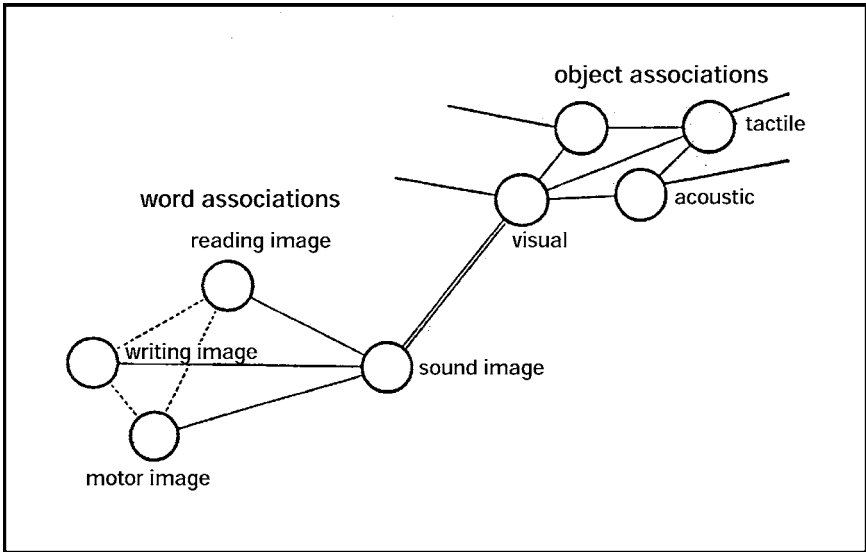 object associations
tactile
acoustic
visual
word associations
reading image
writing image
sound image
motor image